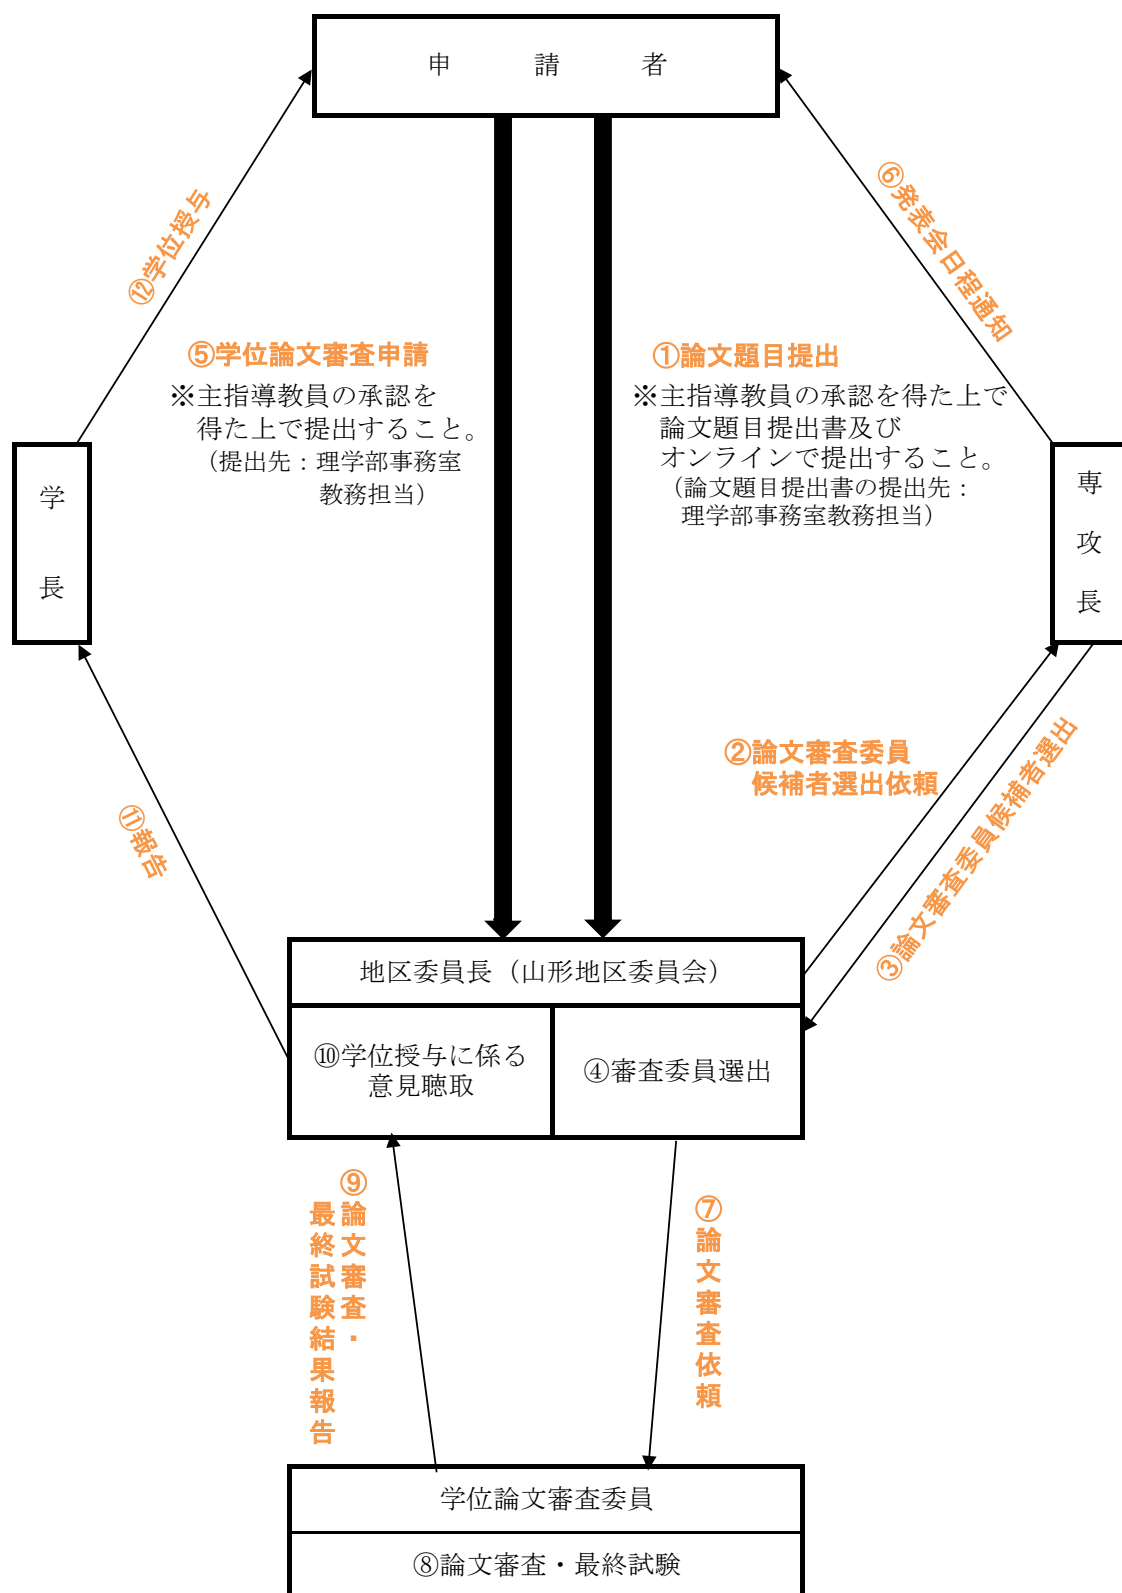 申　請　者
⑫学位授与
⑥発表会日程通知
⑤学位論文審査申請
※主指導教員の承認を
得た上で提出すること。
（提出先：理学部事務室
教務担当）
①論文題目提出
※主指導教員の承認を得た上で
論文題目提出書及び
オンラインで提出すること。
（論文題目提出書の提出先：
理学部事務室教務担当）
学長
専攻長
②論文審査委員
候補者選出依頼
③論文審査委員候補者選出
⑪報告
地区委員長（山形地区委員会）
⑩学位授与に係る
意見聴取
④審査委員選出
⑨論文審査・
最終試験結果報告
⑦論文審査依頼
学位論文審査委員
⑧論文審査・最終試験